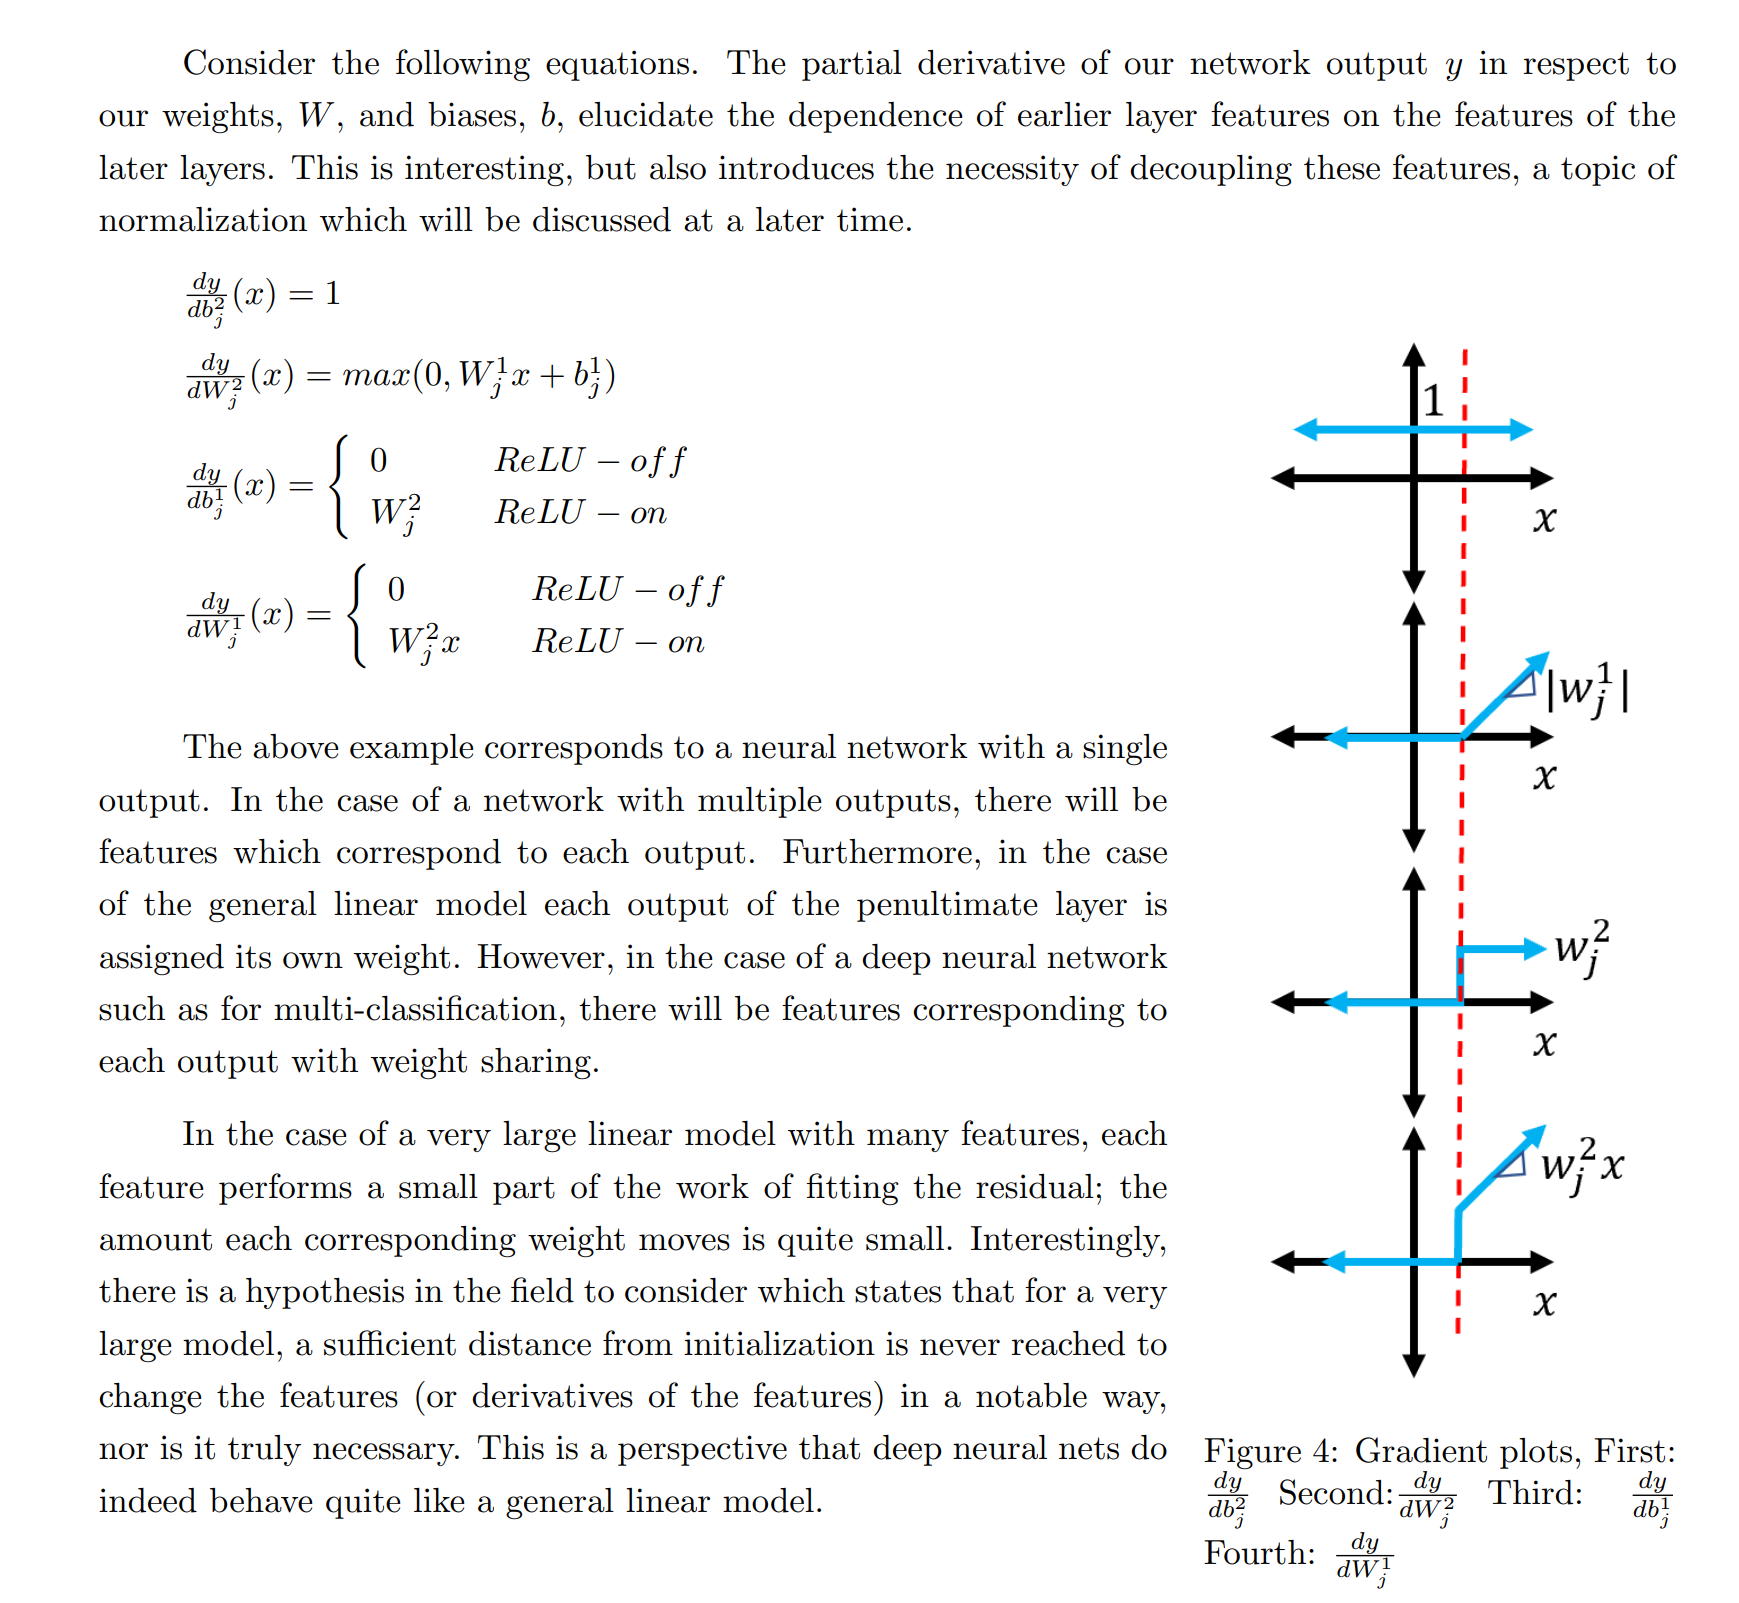 Consider the following equations. The partial derivative of our network output y in respect to
our weights, W, and biases, b, elucidate the dependence of earlier layer features on the features of the
later layers. This is interesting, but also introduces the necessity of decoupling these features, a topic of
normalization which will be discussed at a later time.
\frac{dy}{db_j^2}(x) = 1
\frac{dy}{dW_j^2}(x) = max(0, W_j^1 x + b_j^1)
\frac{dy}{db_j^1}(x) = \begin{cases} 0 & ReLU - off \\ W_j^2 & ReLU - on \end{cases}
\frac{dy}{dW_j^1}(x) = \begin{cases} 0 & ReLU - off \\ W_j^2 x & ReLU - on \end{cases}
The above example corresponds to a neural network with a single
output. In the case of a network with multiple outputs, there will be
features which correspond to each output. Furthermore, in the case
of the general linear model each output of the penultimate layer is
assigned its own weight. However, in the case of a deep neural network
such as for multi-classification, there will be features corresponding to
each output with weight sharing.
In the case of a very large linear model with many features, each
feature performs a small part of the work of fitting the residual; the
amount each corresponding weight moves is quite small. Interestingly,
there is a hypothesis in the field to consider which states that for a very
large model, a sufficient distance from initialization is never reached to
change the features (or derivatives of the features) in a notable way,
nor is it truly necessary. This is a perspective that deep neural nets do
indeed behave quite like a general linear model.
1
x
|w_j^1|
x
w_j^2
x
w_j^2 x
x
Figure 4: Gradient plots, First:
\frac{dy}{db_j^2} Second: \frac{dy}{dW_j^2} Third: \frac{dy}{db_j^1}
Fourth: \frac{dy}{dW_j^1}